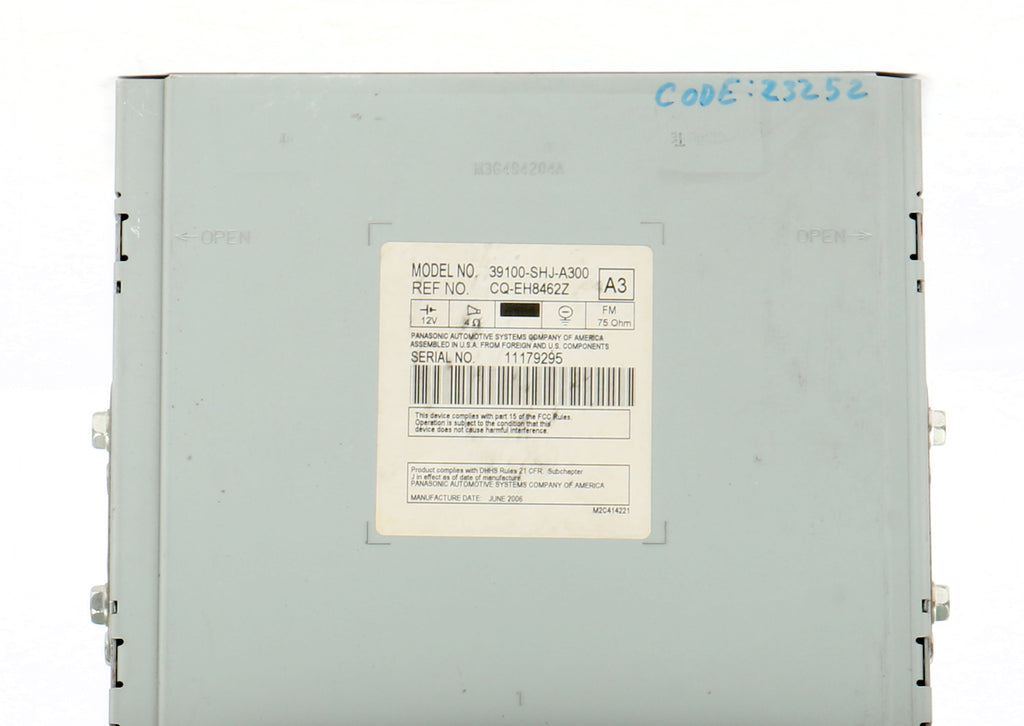 CODE:23252
M3G494204A
←OPEN
OPEN→
MODEL NO. 39100-SHJ-A300
REF NO. CQ-EH8462Z
A3
12V
4Ω
FM
75 Ohm
PANASONIC AUTOMOTIVE SYSTEMS COMPANY OF AMERICA
ASSEMBLED IN U.S.A. FROM FOREIGN AND U.S. COMPONENTS
SERIAL NO. 11179295
This device complies with part 15 of the FCC Rules.
Operation is subject to the condition that this
device does not cause harmful interference.
Product complies with DHHS Rules 21 CFR. Subchapter
J in effect as of date of manufacture
PANASONIC AUTOMOTIVE SYSTEMS COMPANY OF AMERICA
MANUFACTURE DATE: JUNE 2006
M2C414221